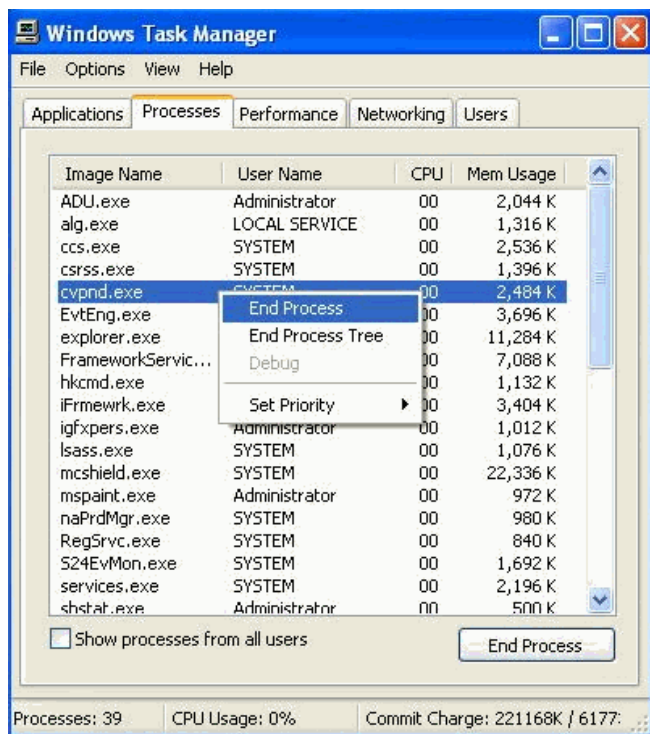 Windows Task Manager
File Options View Help
Applications Processes Performance Networking Users
Image Name User Name CPU Mem Usage
ADU.exe Administrator 00 2,044 K
alg.exe LOCAL SERVICE 00 1,316 K
ccs.exe SYSTEM 00 2,536 K
csrss.exe SYSTEM 00 1,396 K
cvpnd.exe SYSTEM 00 2,484 K
End Process
EvtEng.exe 00 3,696 K
End Process Tree
explorer.exe 00 11,284 K
Debug
FrameworkServic... 00 7,088 K
hkcmd.exe 00 1,132 K
Set Priority
iFrmewrk.exe 00 3,404 K
igfxpers.exe Administrator 00 1,012 K
lsass.exe SYSTEM 00 1,076 K
mcshield.exe SYSTEM 00 22,336 K
mspaint.exe Administrator 00 972 K
naPrdMgr.exe SYSTEM 00 980 K
RegSrvc.exe SYSTEM 00 840 K
S24EvMon.exe SYSTEM 00 1,692 K
services.exe SYSTEM 00 2,196 K
shstat.exe Administrator 00 500 K
Show processes from all users
End Process
Processes: 39 CPU Usage: 0% Commit Charge: 221168K / 6177: